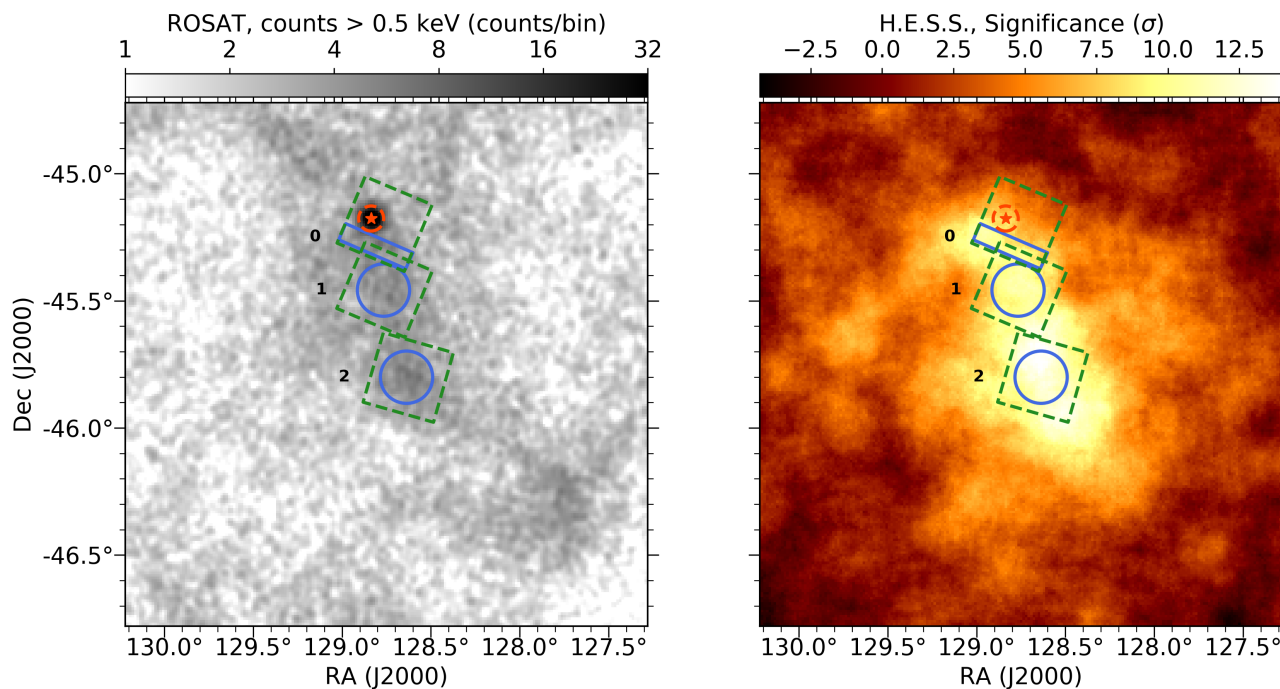 ROSAT, counts > 0.5 keV (counts/bin)
1 2 4 8 16 32
-45.0°
-45.5°
-46.0°
-46.5°
Dec (J2000)
0
1
2
130.0° 129.5° 129.0° 128.5° 128.0° 127.5°
RA (J2000)
H.E.S.S., Significance (σ)
−2.5 0.0 2.5 5.0 7.5 10.0 12.5
0
1
2
130.0° 129.5° 129.0° 128.5° 128.0° 127.5°
RA (J2000)